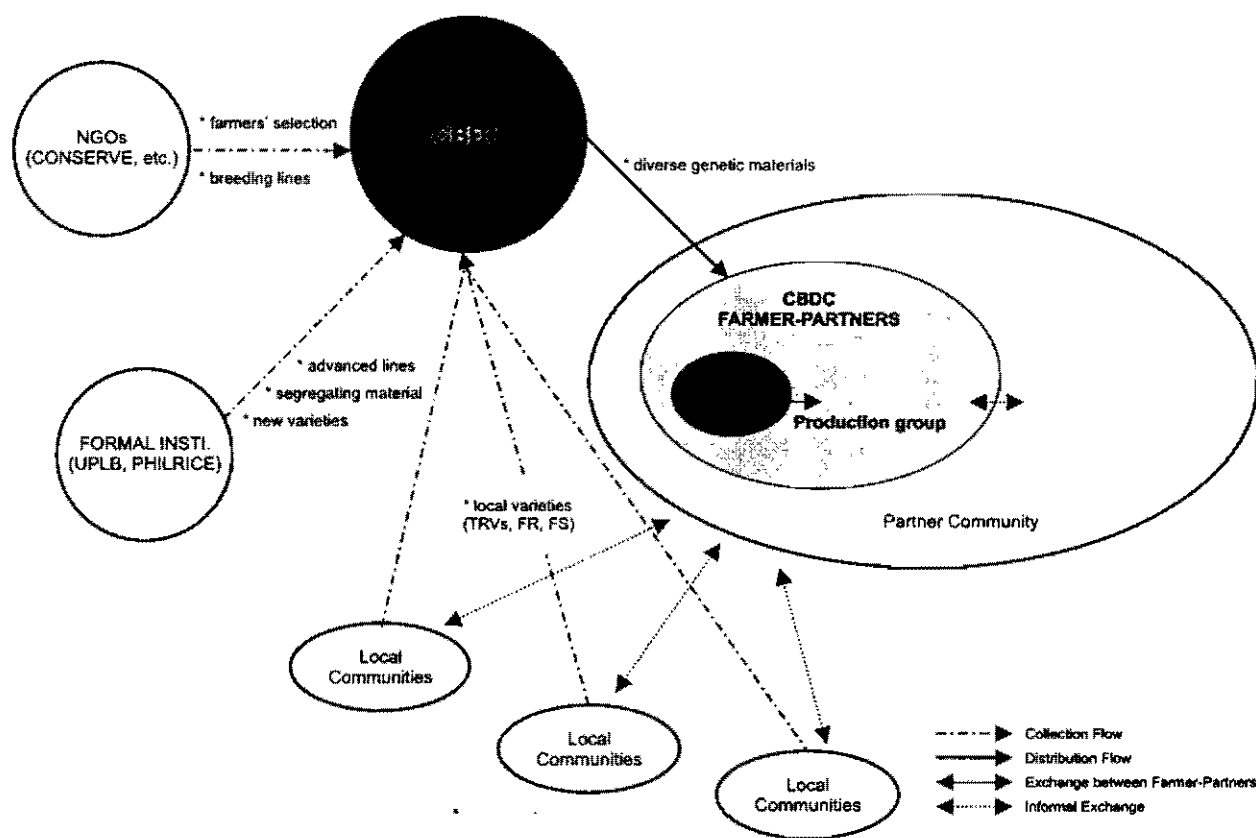 NGOs
(CONSERVE, etc.)
* farmers' selection
* breeding lines
* diverse genetic materials
CBDC
FARMER-PARTNERS
Production group
Partner Community
* advanced lines
* segregating material
* new varieties
FORMAL INSTI.
(UPLB, PHILRICE)
* local varieties
(TRVs, FR, FS)
Local
Communities
Local
Communities
Local
Communities
Collection Flow
Distribution Flow
Exchange between Farmer-Partners
Informal Exchange